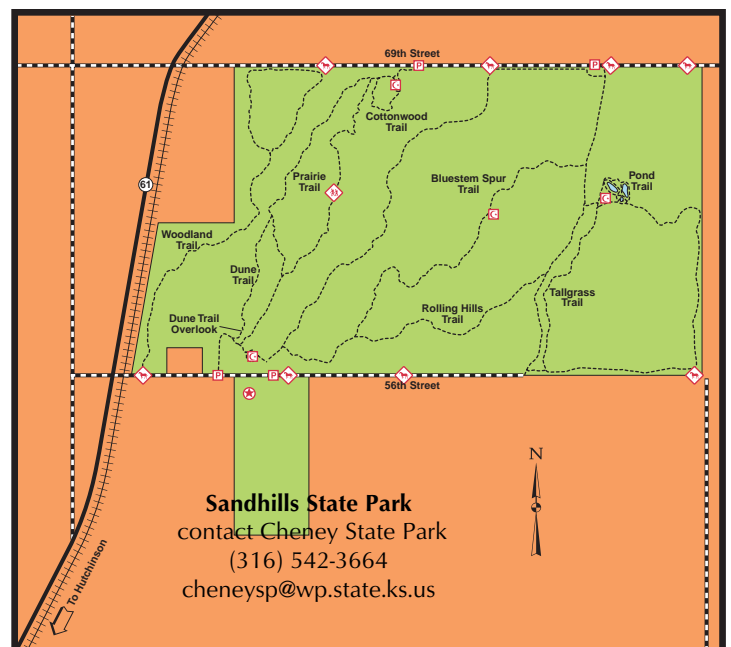 69th Street
P
P
Cottonwood
Trail
Prairie
Trail
Bluestem Spur
Trail
Pond
Trail
61
Woodland
Trail
Dune
Trail
Tallgrass
Trail
Rolling Hills
Trail
Dune Trail
Overlook
P
P
56th Street
N
Sandhills State Park
contact Cheney State Park
(316) 542-3664
cheneysp@wp.state.ks.us
To Hutchinson